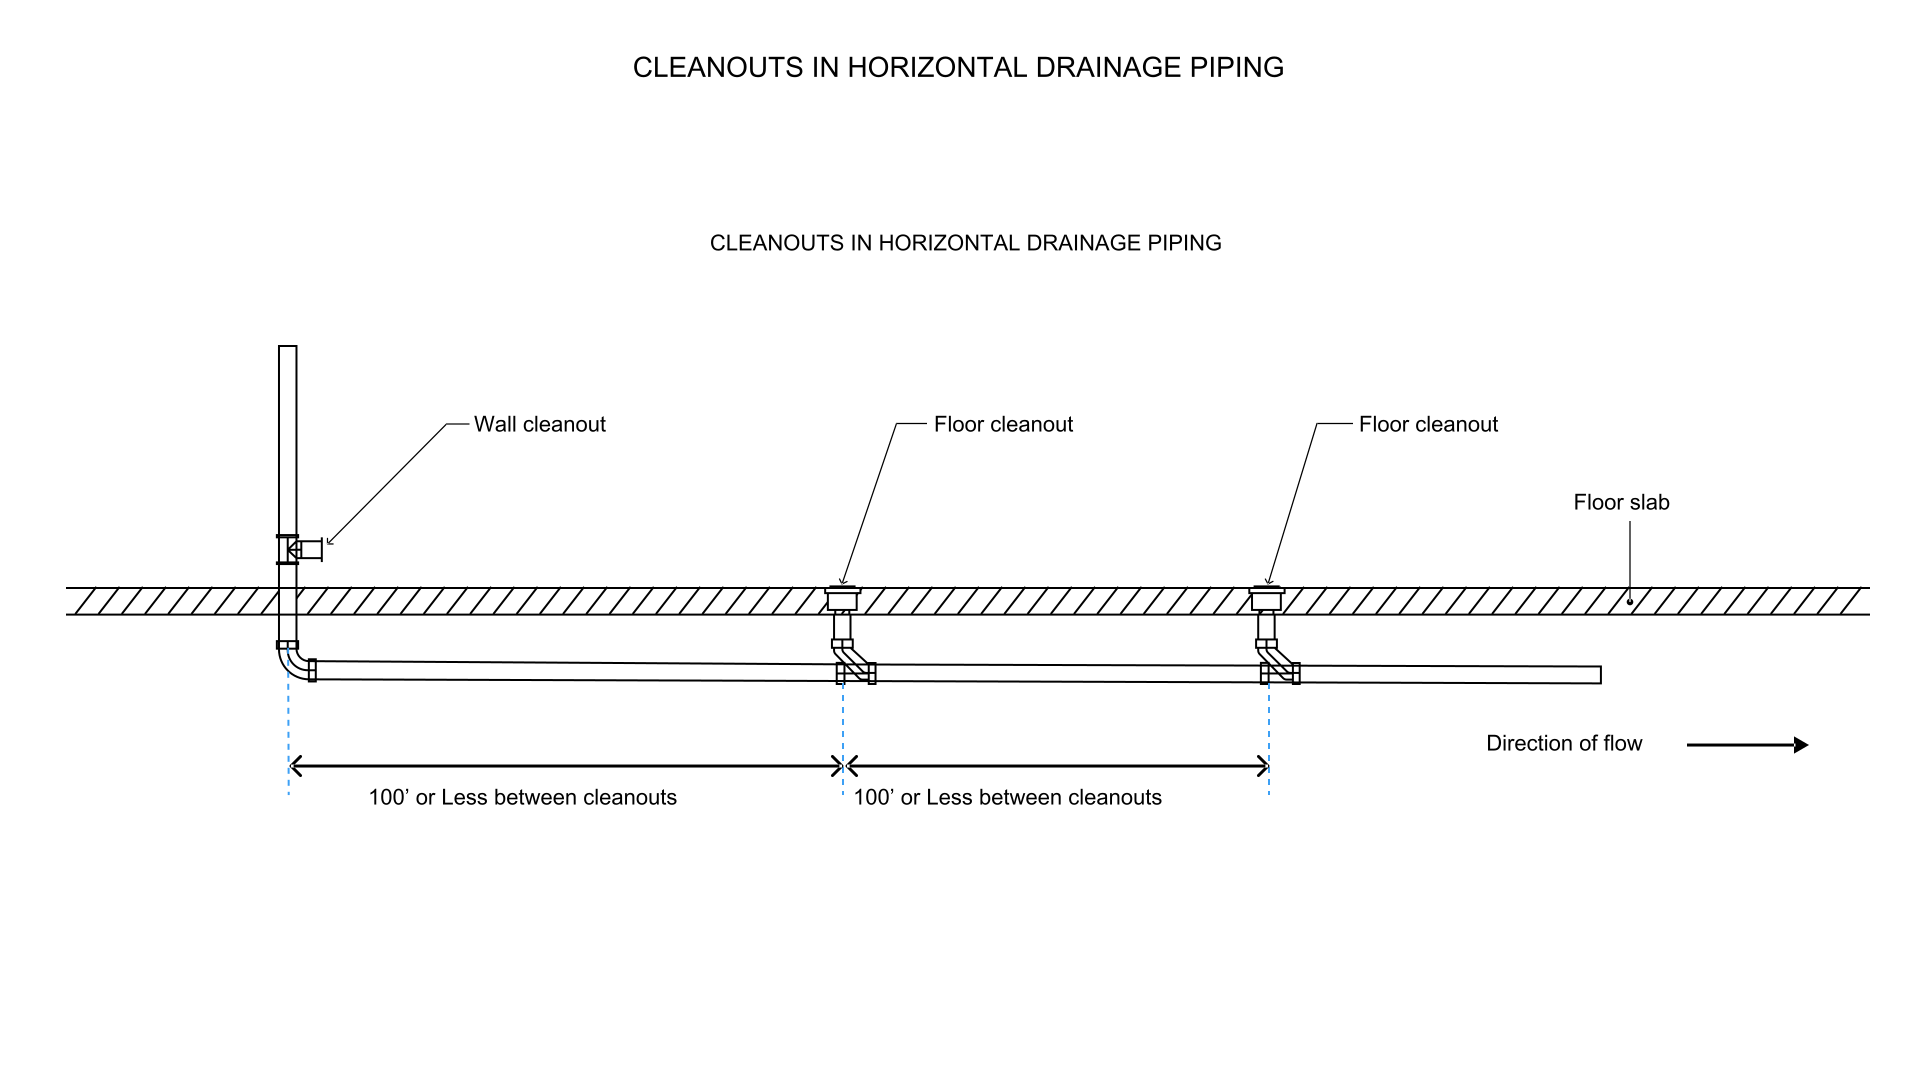 CLEANOUTS IN HORIZONTAL DRAINAGE PIPING
CLEANOUTS IN HORIZONTAL DRAINAGE PIPING
Wall cleanout
Floor cleanout
Floor cleanout
Floor slab
Direction of flow
100’ or Less between cleanouts
100’ or Less between cleanouts